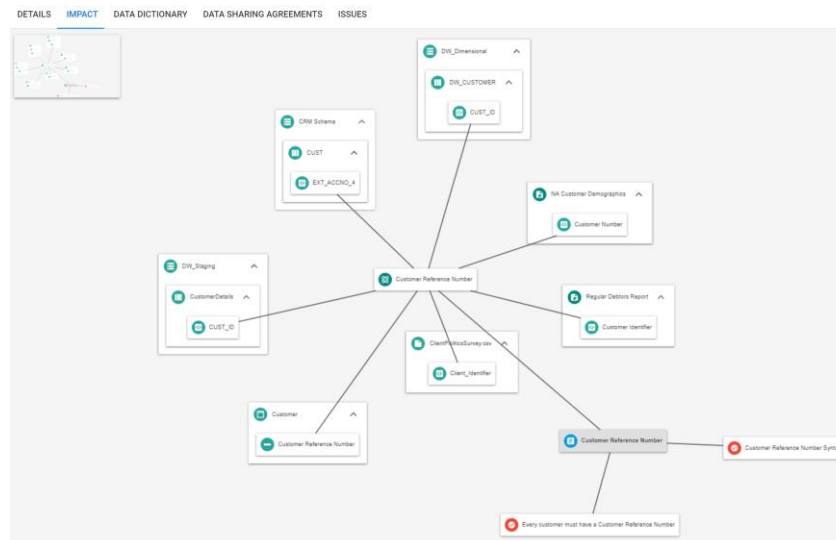 DETAILS IMPACT DATA DICTIONARY DATA SHARING AGREEMENTS ISSUES
DW_Dimensional
DW_CUSTOMER
CUST_ID
CRM Schema
CUST
EXT_ACCNO_4
NA Customer Demographics
Customer Number
DW_Staging
CustomerDetails
CUST_ID
Customer Reference Number
Regular Debtors Report
Customer Identifier
ClientPoliticsSurvey.csv
Client_Identifier
Customer
Customer Reference Number
Customer Reference Number
Customer Reference Number Synt
Every customer must have a Customer Reference Number